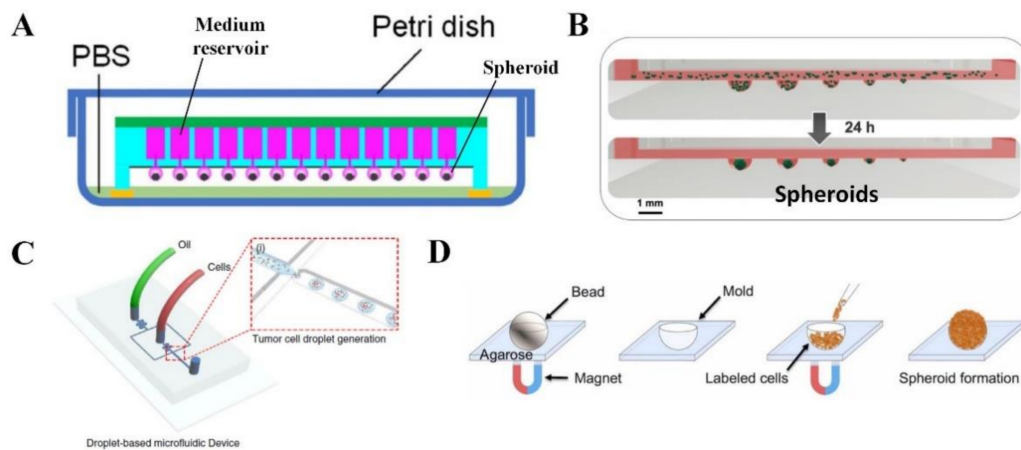 A
PBS
Medium
reservoir
Petri dish
Spheroid
B
24 h
Spheroids
1 mm
C
Oil
Cells
(i)
Tumor cell droplet generation
Droplet-based microfluidic Device
D
Bead
Agarose
Magnet
Mold
Labeled cells
Spheroid formation